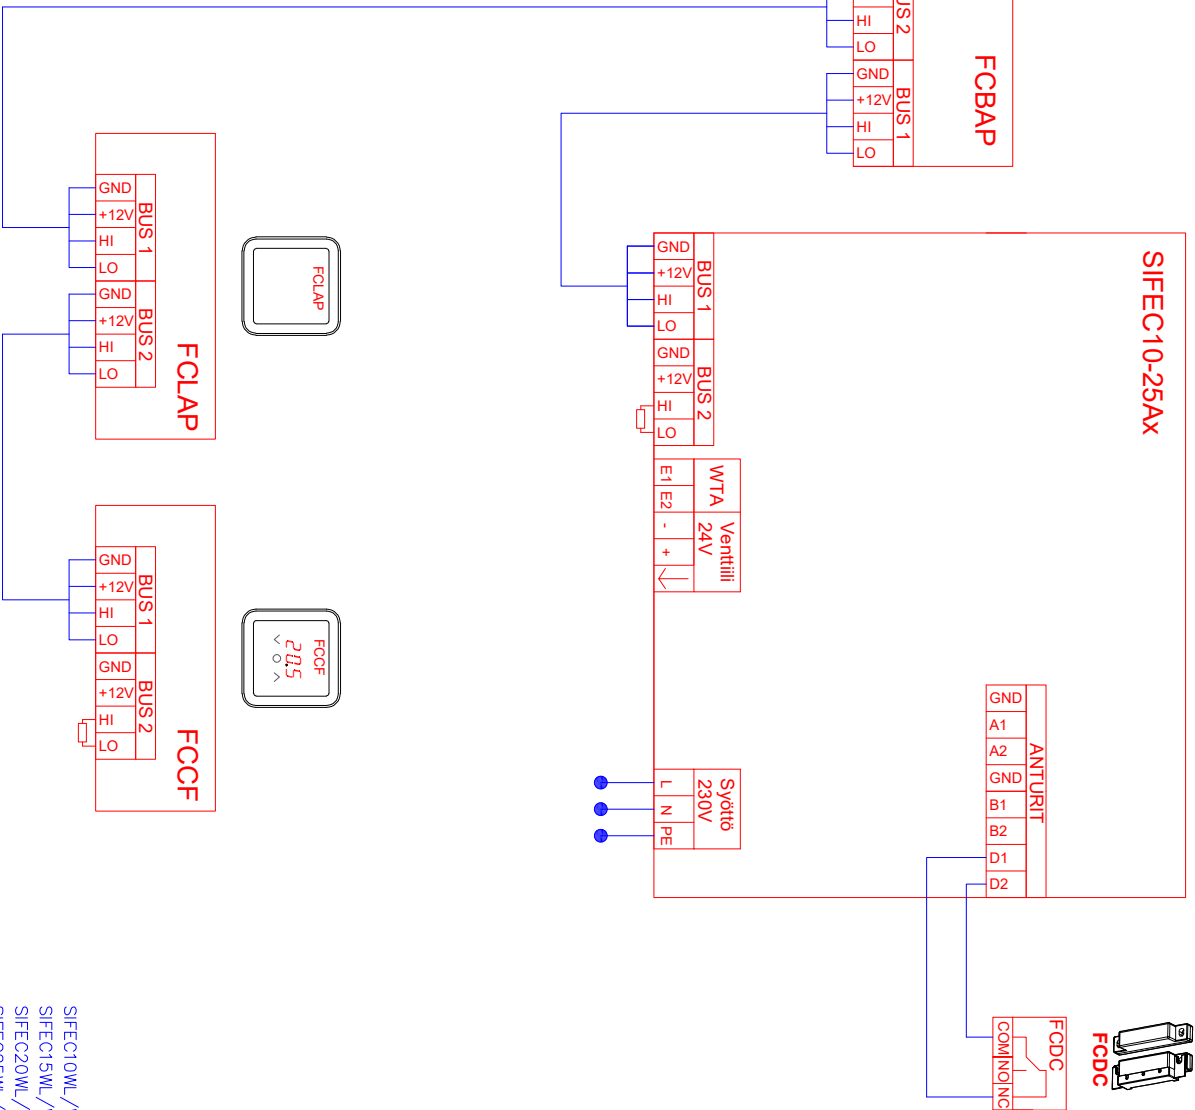 US 2
HI
LO
GND
+12V
HI
LO
BUS 1
FCBAP
SIFEC10-25Ax
GND
+12V
HI
LO
BUS 1
GND
+12V
HI
LO
BUS 2
E1
E2
-
+
WTA
Venttiili
24V
L
N
PE
Syöttö
230V
GND
A1
A2
GND
B1
B2
D1
D2
ANTURIT
GND
+12V
HI
LO
BUS 1
GND
+12V
HI
LO
BUS 2
FCLAP
FCLAP
GND
+12V
HI
LO
BUS 1
GND
+12V
HI
LO
BUS 2
FCCF
FCCF
20.5
FCDC
COM
NO
NC
FCDC
SIFEC10WL/
SIFEC15WL/
SIFEC20WL/